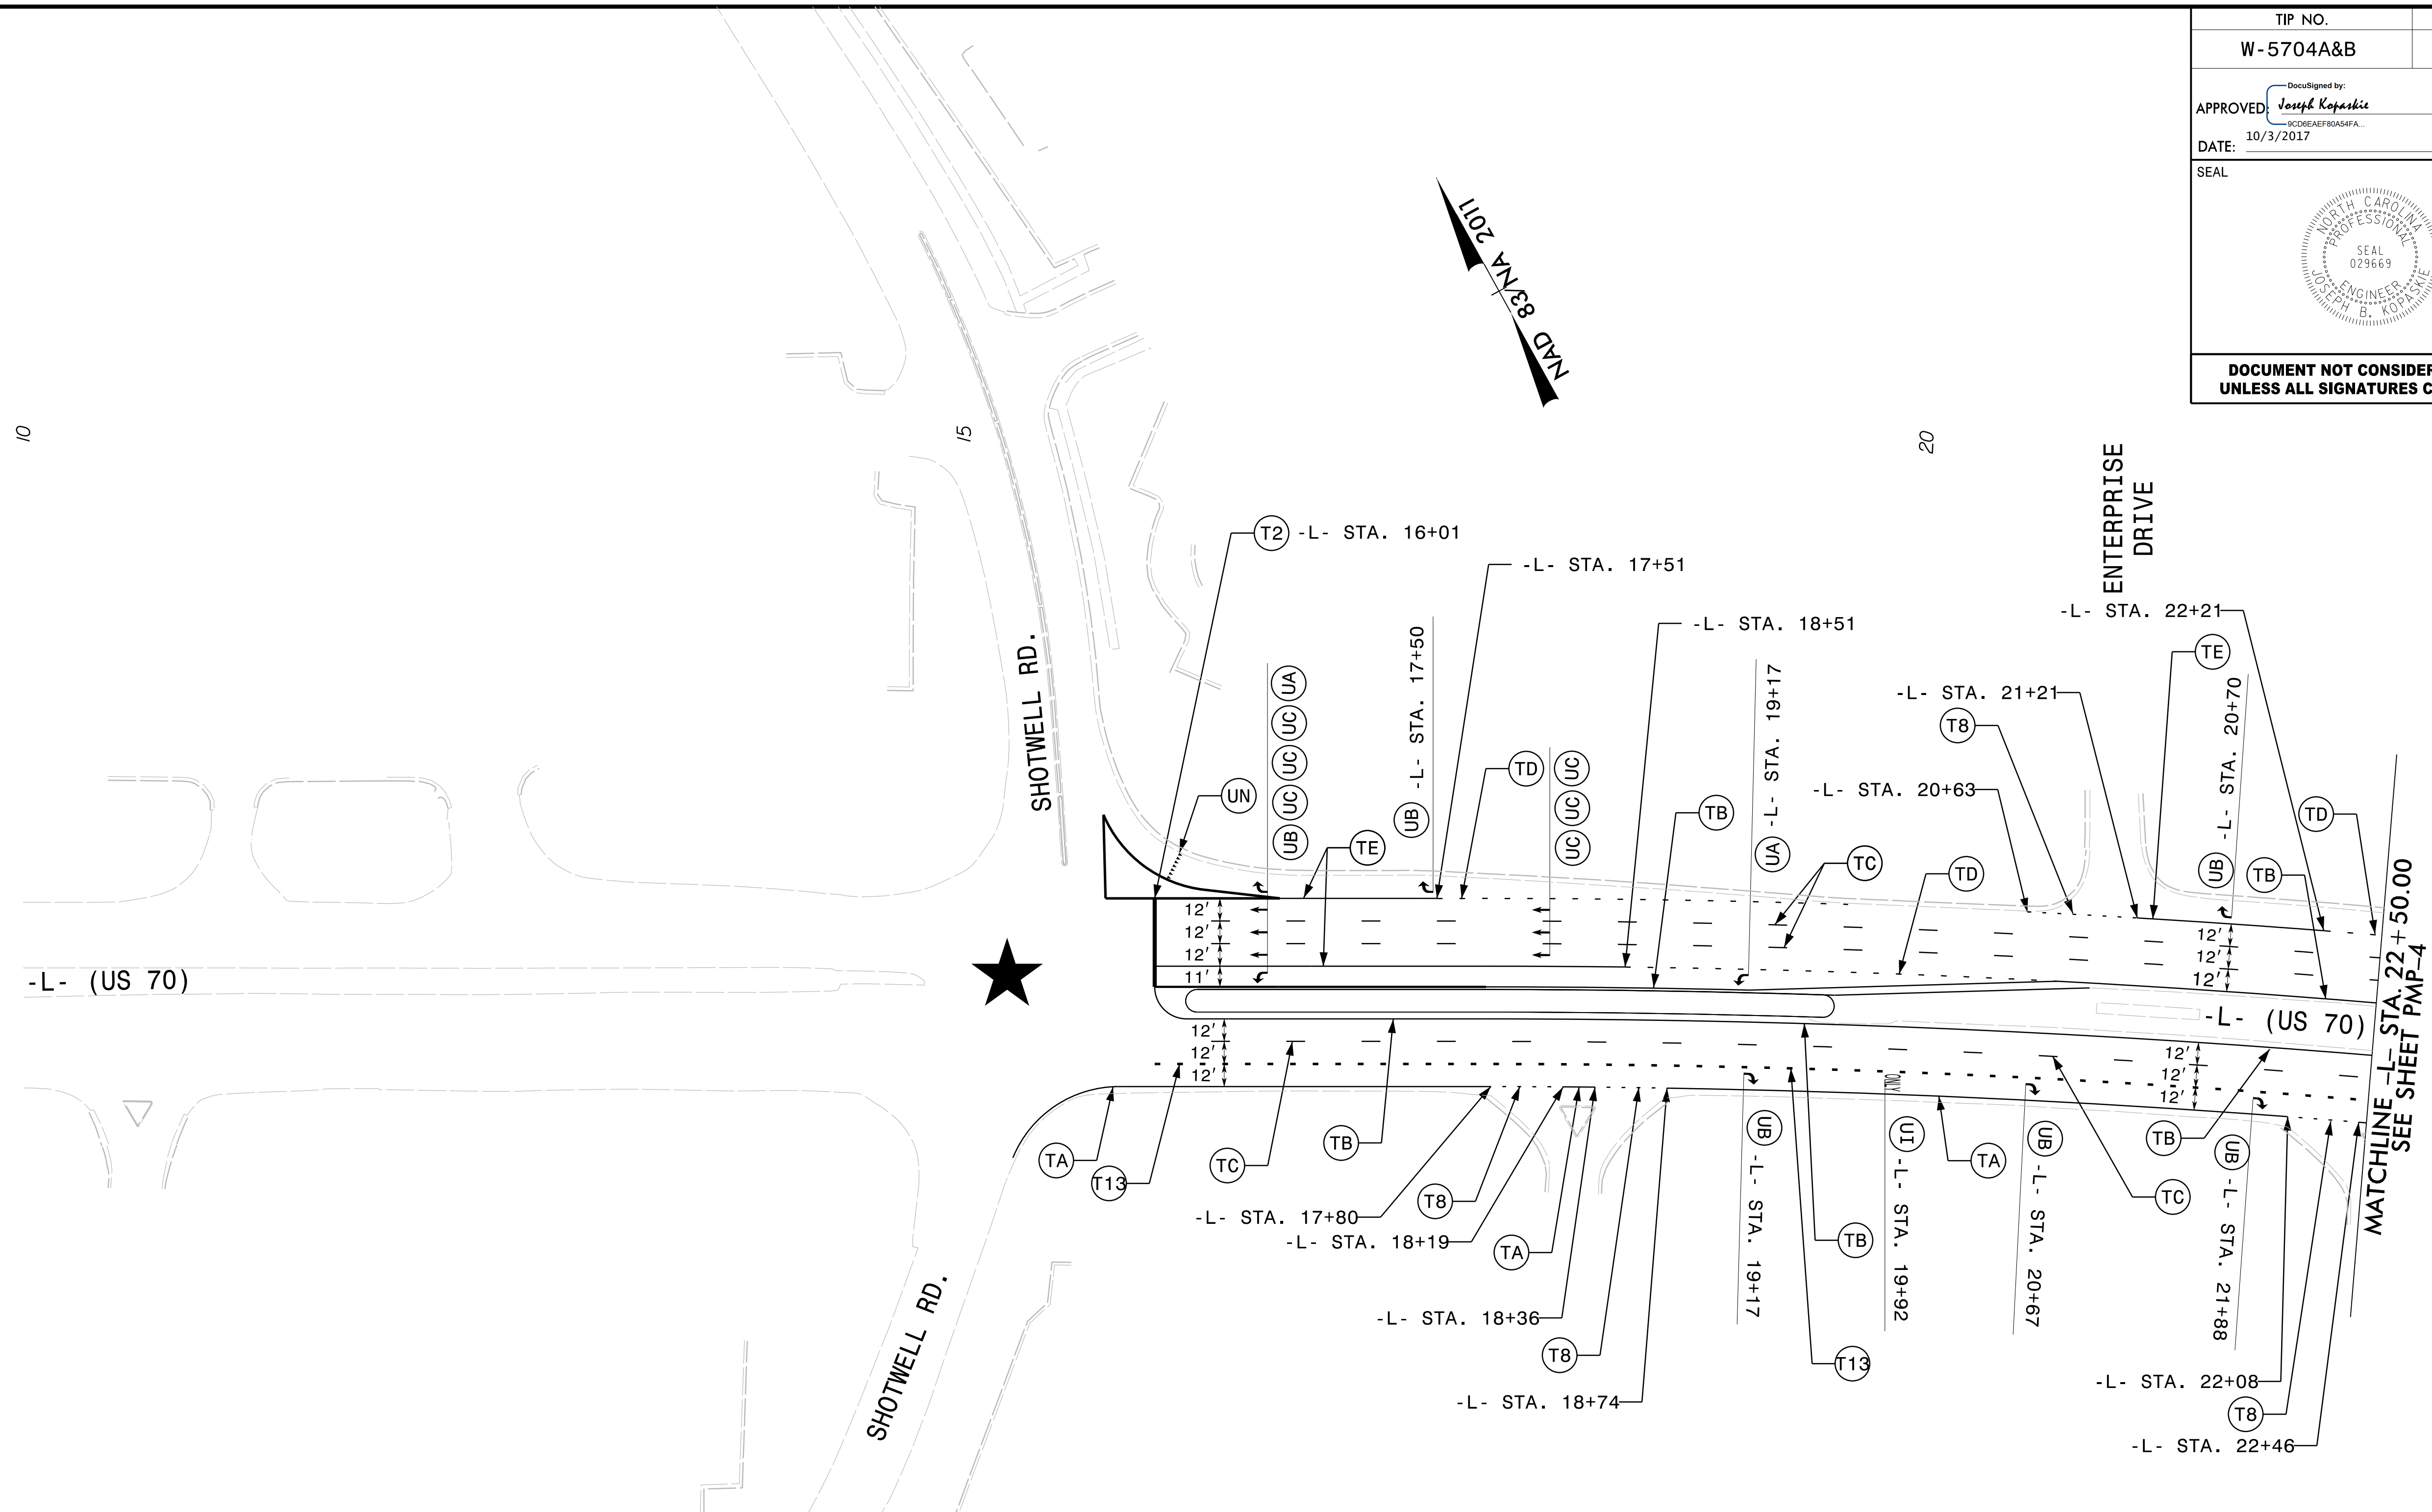 TIP NO.
W-5704A&B
DocuSigned by:
APPROVED: Joseph Kopaskie
9CD6EAEF80A54FA...
DATE: 10/3/2017
SEAL
NORTH CAROLINA
PROFESSIONAL
SEAL
029669
ENGINEER
JOSEPH B. KOPASKIE
DOCUMENT NOT CONSIDER
UNLESS ALL SIGNATURES C
NAD 83/NA 2011
10
15
20
ENTERPRISE
DRIVE
T2 -L- STA. 16+01
-L- STA. 17+51
-L- STA. 18+51
-L- STA. 22+21
TE
-L- STA. 21+21
T8
-L- STA. 20+63
SHOTWELL RD.
UN
UB UC UC UC UA
TE
UB -L- STA. 17+50
TD
UC UC UC
TB
UA -L- STA. 19+17
TC
TD
UB -L- STA. 20+70
TB
TD
12'
12'
12'
11'
12'
12'
12'
-L- (US 70)
-L- (US 70)
MATCHLINE -L- STA. 22+50.00
SEE SHEET PMP-4
12'
12'
12'
12'
12'
12'
ONLY
TA
T13
TC
TB
-L- STA. 17+80
T8
-L- STA. 18+19
TA
-L- STA. 18+36
T8
-L- STA. 18+74
UB -L- STA. 19+17
TB
T13
UI -L- STA. 19+92
TA
UB -L- STA. 20+67
TC
TB
UB -L- STA. 21+88
-L- STA. 22+08
T8
-L- STA. 22+46
SHOTWELL RD.